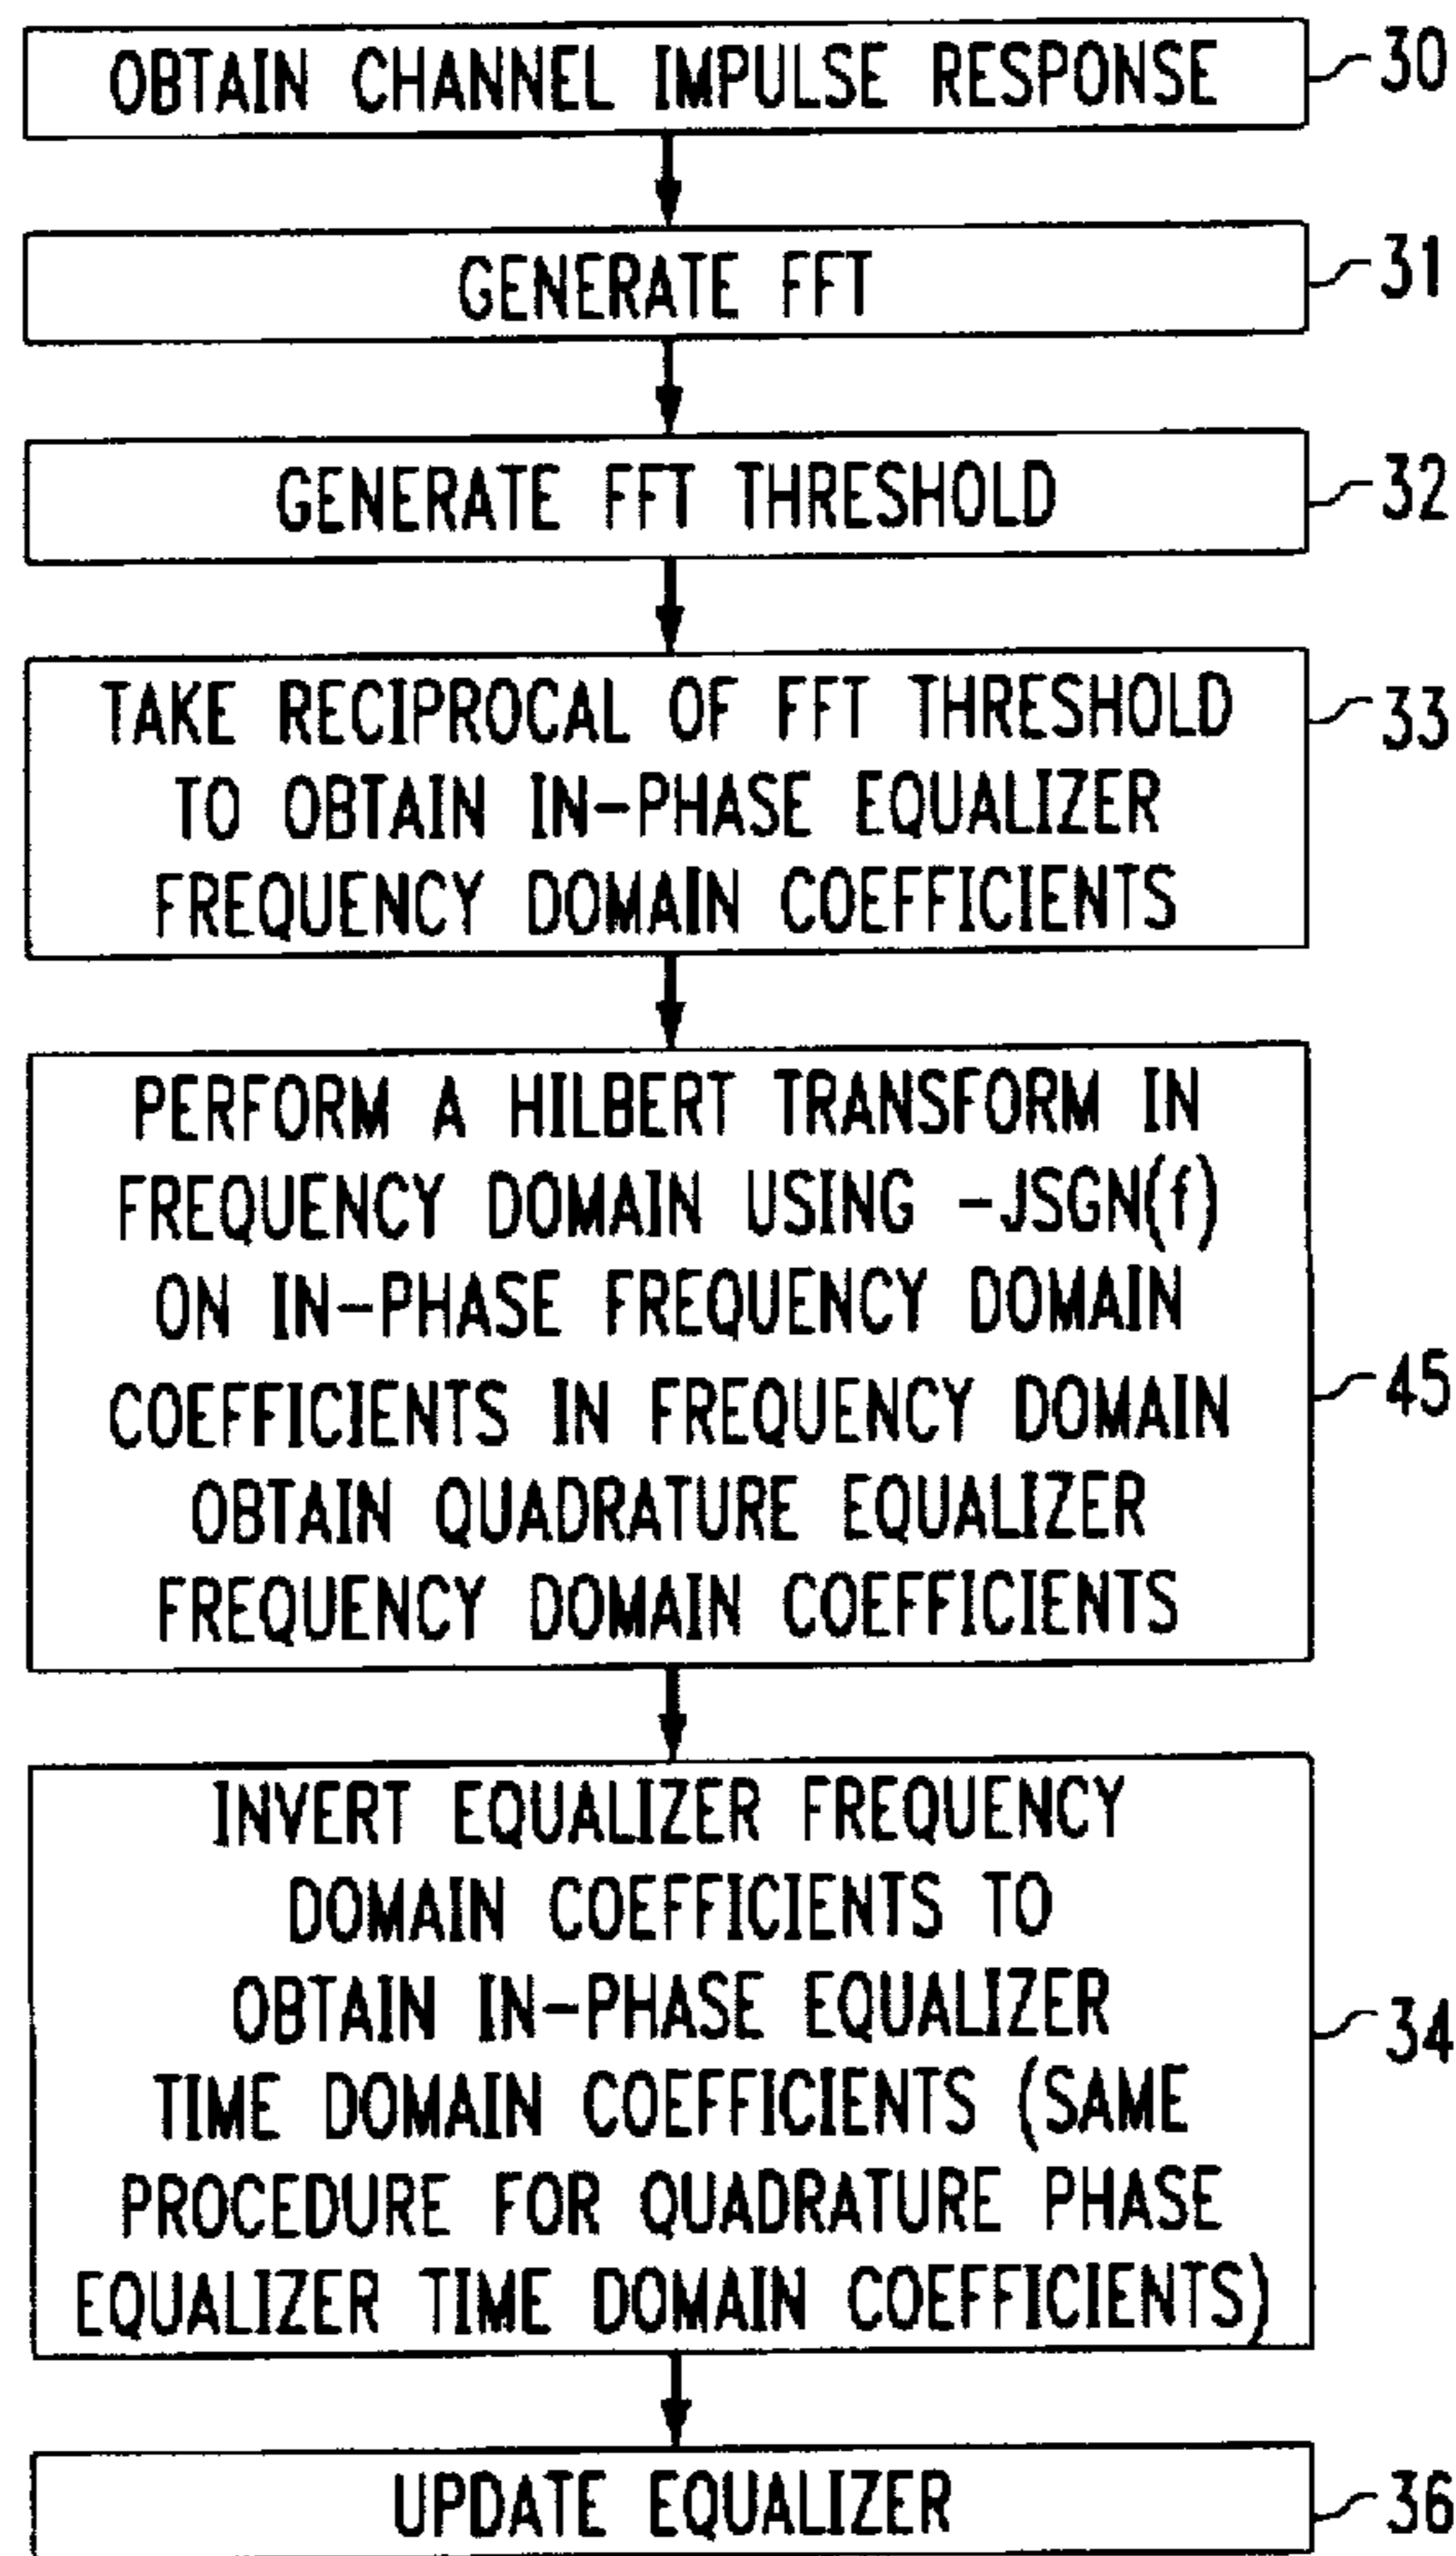 OBTAIN CHANNEL IMPULSE RESPONSE
30
GENERATE FFT
31
GENERATE FFT THRESHOLD
32
TAKE RECIPROCAL OF FFT THRESHOLD
TO OBTAIN IN-PHASE EQUALIZER
FREQUENCY DOMAIN COEFFICIENTS
33
PERFORM A HILBERT TRANSFORM IN
FREQUENCY DOMAIN USING -JSGN(f)
ON IN-PHASE FREQUENCY DOMAIN
COEFFICIENTS IN FREQUENCY DOMAIN
OBTAIN QUADRATURE EQUALIZER
FREQUENCY DOMAIN COEFFICIENTS
45
INVERT EQUALIZER FREQUENCY
DOMAIN COEFFICIENTS TO
OBTAIN IN-PHASE EQUALIZER
TIME DOMAIN COEFFICIENTS (SAME
PROCEDURE FOR QUADRATURE PHASE
EQUALIZER TIME DOMAIN COEFFICIENTS)
34
UPDATE EQUALIZER
36